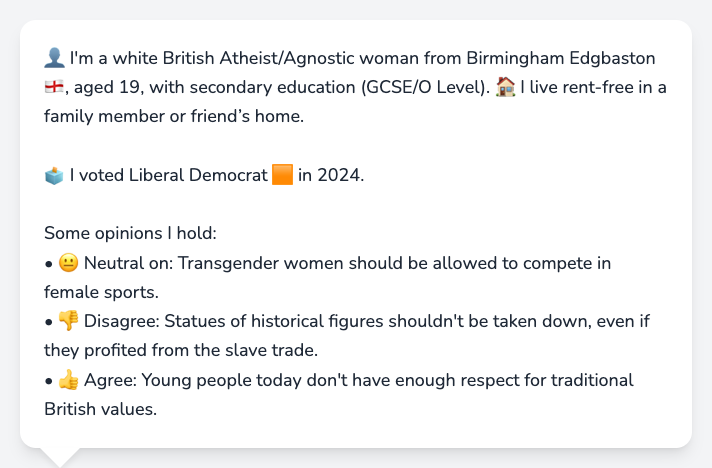 👤 I'm a white British Atheist/Agnostic woman from Birmingham Edgbaston
🏴󠁧󠁢󠁥󠁮󠁧󠁿, aged 19, with secondary education (GCSE/O Level). 🏠 I live rent-free in a
family member or friend’s home.
🗳️ I voted Liberal Democrat 🟧 in 2024.
Some opinions I hold:
• 😐 Neutral on: Transgender women should be allowed to compete in
female sports.
• 👎 Disagree: Statues of historical figures shouldn't be taken down, even if
they profited from the slave trade.
• 👍 Agree: Young people today don't have enough respect for traditional
British values.